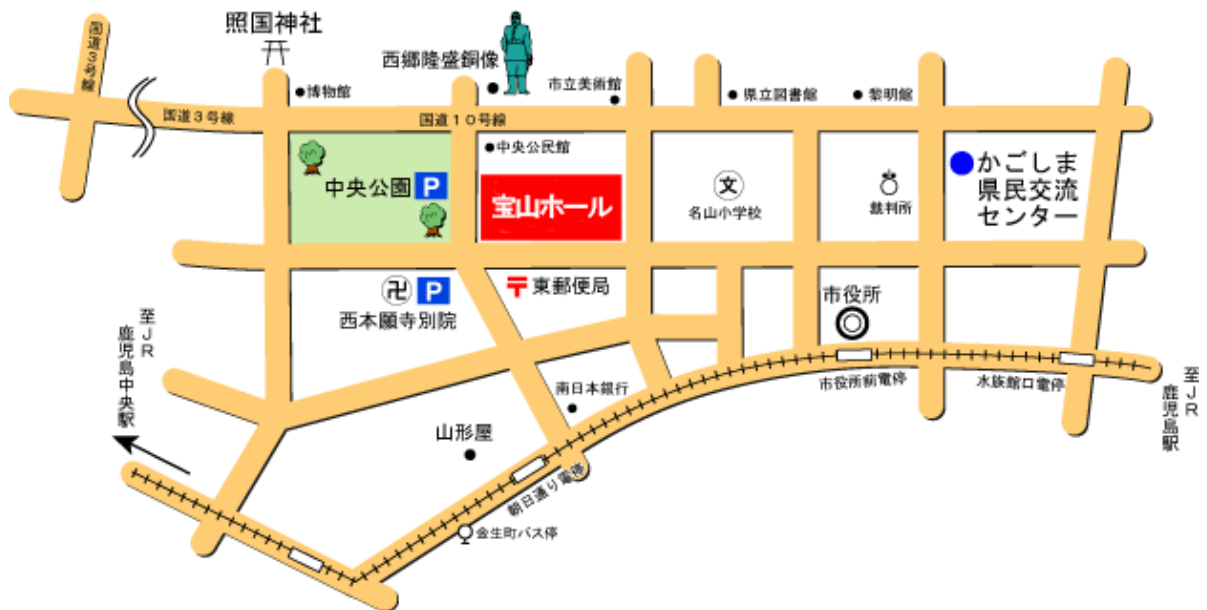 国道3号線
照国神社
西郷隆盛銅像
市立美術館
博物館
県立図書館
黎明館
国道3号線
国道10号線
中央公民館
中央公園
P
宝山ホール
文
名山小学校
裁判所
かごしま
県民交流
センター
卍
P
西本願寺別院
〒東郵便局
市役所
至JR
鹿児島中央駅
南日本銀行
市役所前電停
水族館口電停
至JR
鹿児島駅
山形屋
朝日通り電停
金生町バス停